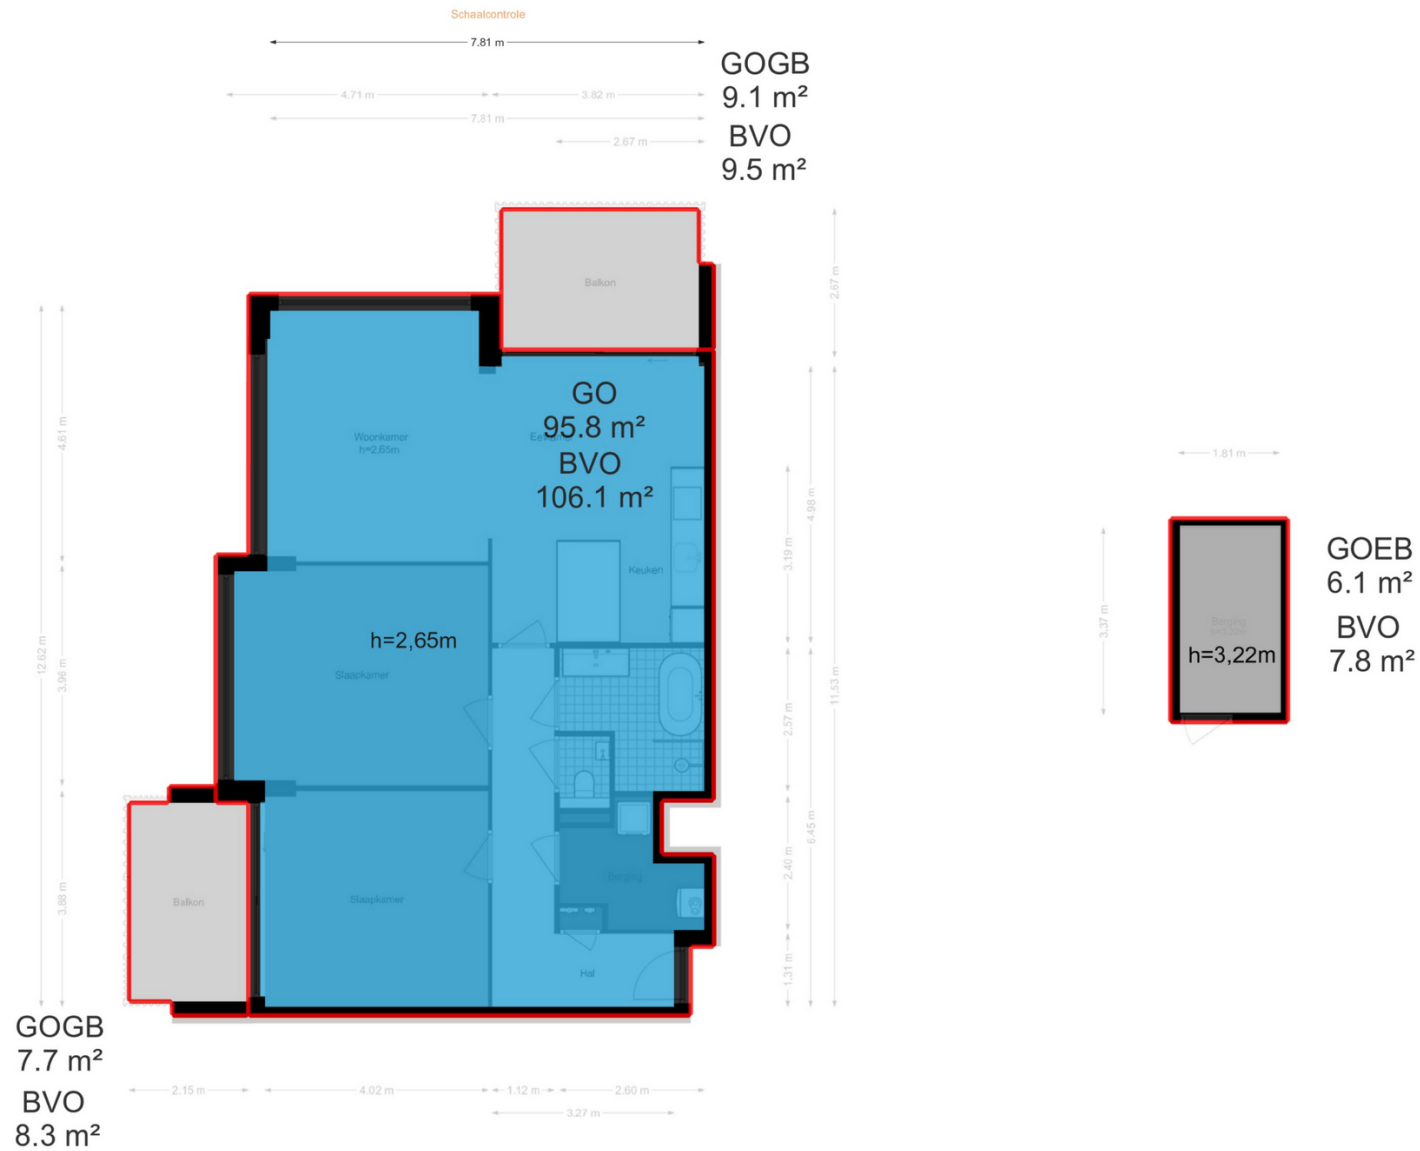 Schaalcontrole
7.81 m
GOGB
9.1 m²
4.71 m
3.82 m
7.81 m
BVO
9.5 m²
2.67 m
Balkon
2.67 m
GO
95.8 m²
BVO
106.1 m²
Woonkamer
h=2,65m
4.61 m
4.98 m
3.19 m
Keuken
1.81 m
GOEB
6.1 m²
BVO
7.8 m²
3.37 m
h=3,22m
h=2,65m
Slaapkamer
12.62 m
3.96 m
2.57 m
11.53 m
6.45 m
2.40 m
Berging
Slaapkamer
Balkon
3.88 m
Hal
1.31 m
GOGB
7.7 m²
BVO
8.3 m²
2.15 m
4.02 m
1.12 m
2.60 m
3.27 m